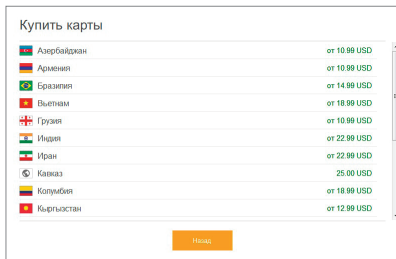 Купить карты
Азербайджан от 10.99 USD
Армения от 10.99 USD
Бразилия от 14.99 USD
Вьетнам от 18.99 USD
Грузия от 10.99 USD
Индия от 22.99 USD
Иран от 22.99 USD
Кавказ 25.00 USD
Колумбия от 18.99 USD
Кыргызстан от 12.99 USD
Назад